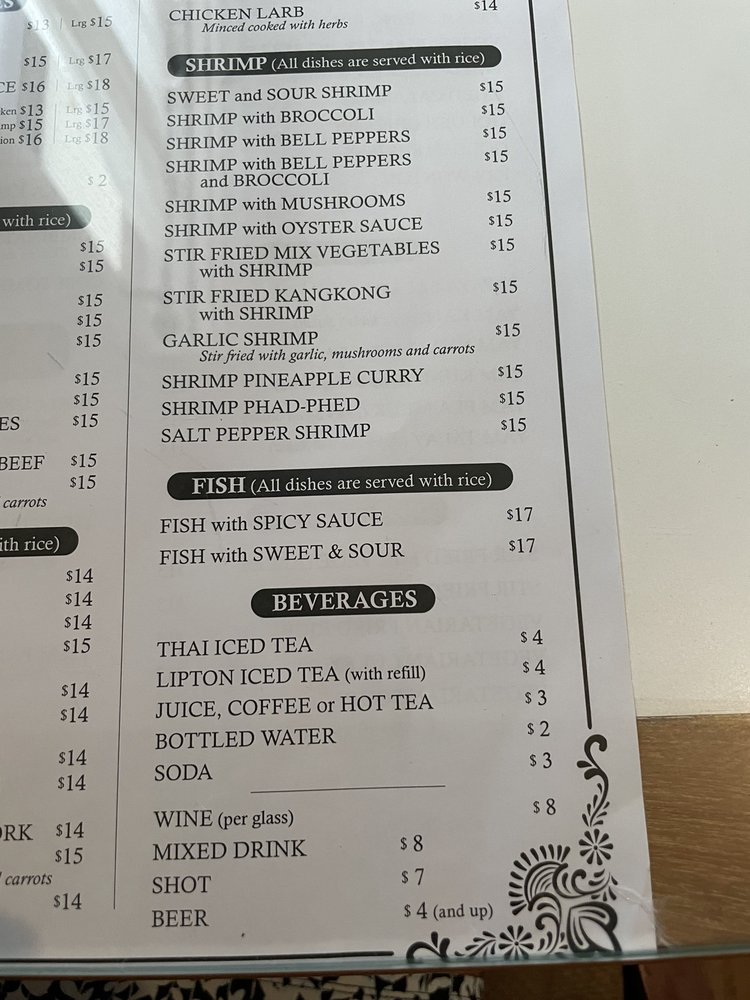 $13 | Lrg $15
$15 | Lrg $17
CE $16 | Lrg $18
ken $13 | Lrg $15
mp $15 | Lrg $17
ion $16 | Lrg $18
$2
with rice)
$15
$15
$15
$15
$15
$15
$15
ES $15
BEEF $15
$15
carrots
ith rice)
$14
$14
$14
$15
$14
$14
$14
$14
ORK $14
$15
carrots
$14
CHICKEN LARB $14
Minced cooked with herbs
SHRIMP (All dishes are served with rice)
SWEET and SOUR SHRIMP $15
SHRIMP with BROCCOLI $15
SHRIMP with BELL PEPPERS $15
SHRIMP with BELL PEPPERS $15
and BROCCOLI
SHRIMP with MUSHROOMS $15
SHRIMP with OYSTER SAUCE $15
STIR FRIED MIX VEGETABLES $15
with SHRIMP
STIR FRIED KANGKONG $15
with SHRIMP
GARLIC SHRIMP $15
Stir fried with garlic, mushrooms and carrots
SHRIMP PINEAPPLE CURRY $15
SHRIMP PHAD-PHED $15
SALT PEPPER SHRIMP $15
FISH (All dishes are served with rice)
FISH with SPICY SAUCE $17
FISH with SWEET & SOUR $17
BEVERAGES
THAI ICED TEA $4
LIPTON ICED TEA (with refill) $4
JUICE, COFFEE or HOT TEA $3
BOTTLED WATER $2
SODA $3
WINE (per glass) $8
MIXED DRINK $8
SHOT $7
BEER $4 (and up)